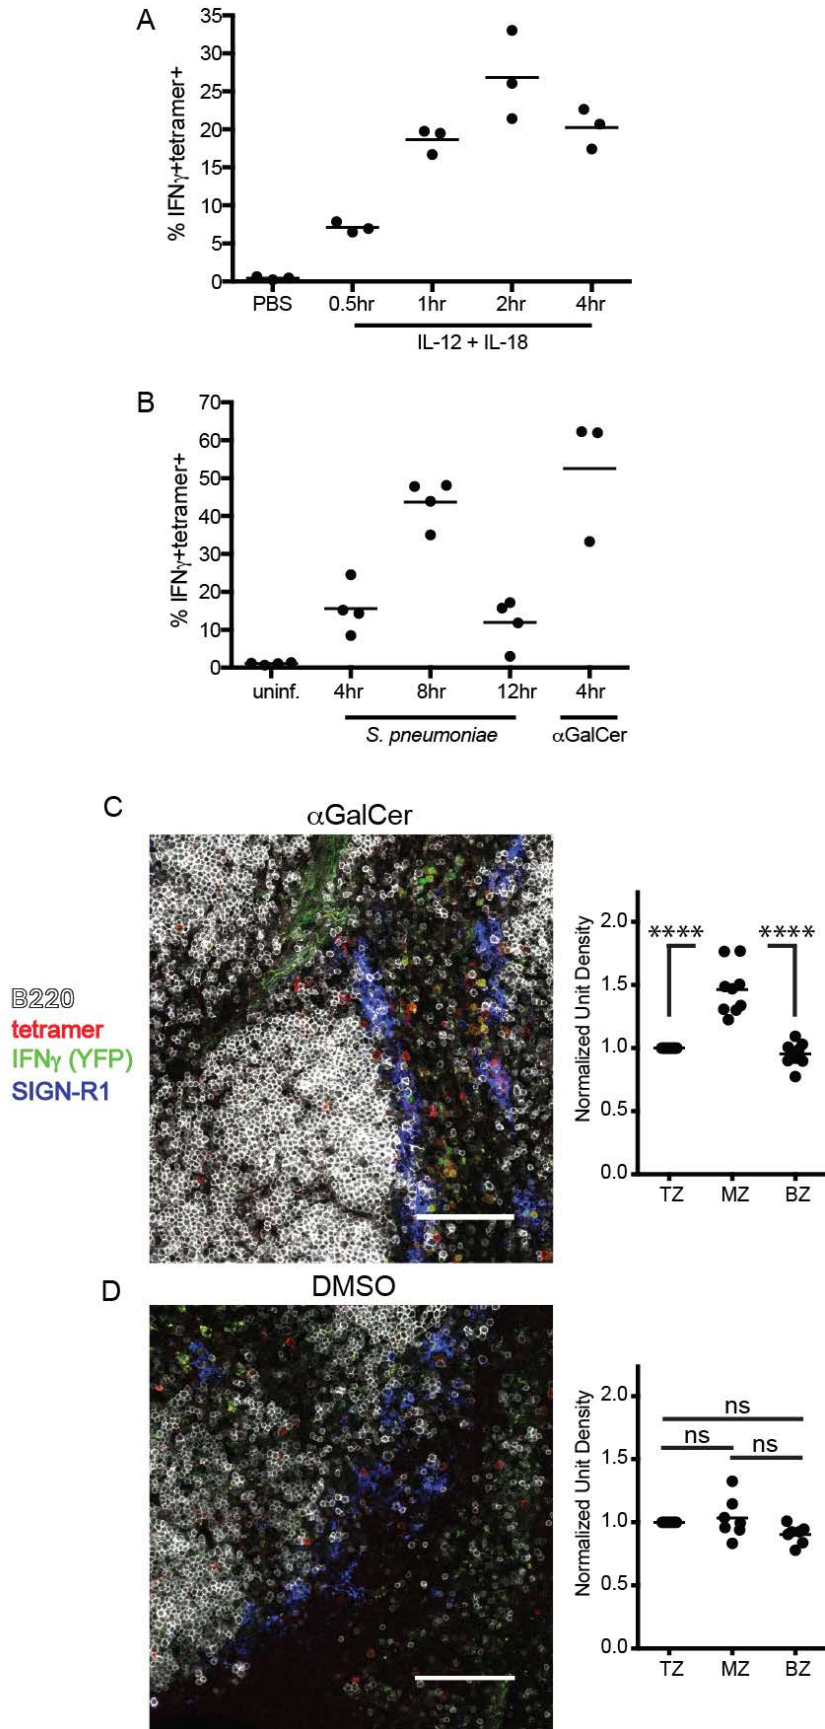 A
% IFNγ+tetramer+
35
30
25
20
15
10
5
0
PBS 0.5hr 1hr 2hr 4hr
IL-12 + IL-18
B
% IFNγ+tetramer+
70
60
50
40
30
20
10
0
uninf. 4hr 8hr 12hr 4hr
S. pneumoniae αGalCer
C
αGalCer
B220
tetramer
IFNγ (YFP)
SIGN-R1
Normalized Unit Density
2.0
1.5
1.0
0.5
0.0
**** ****
TZ MZ BZ
D
DMSO
Normalized Unit Density
2.0
1.5
1.0
0.5
0.0
ns
ns ns
TZ MZ BZ